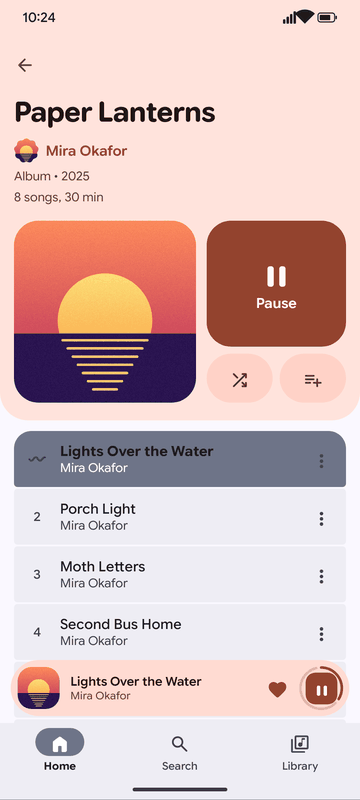 10:24
Paper Lanterns
Mira Okafor
Album • 2025
8 songs, 30 min
Pause
Lights Over the Water
Mira Okafor
2
Porch Light
Mira Okafor
3
Moth Letters
Mira Okafor
4
Second Bus Home
Mira Okafor
Lights Over the Water
Mira Okafor
Home
Search
Library